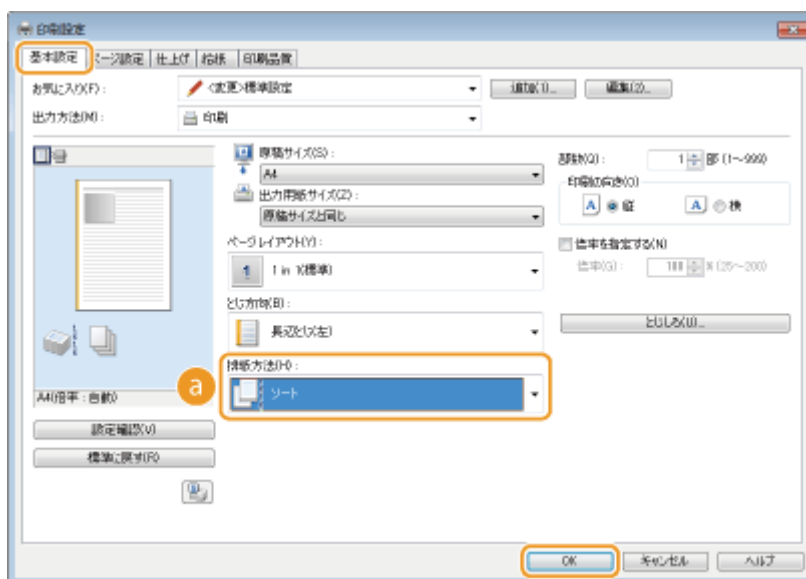 印刷設定
基本設定 ページ設定 仕上げ 給紙 印刷品質
お気に入り(F): <変更>標準設定 追加(1)... 編集(2)...
出力方法(M): 印刷
原稿サイズ(S):
A4
出力用紙サイズ(Z):
原稿サイズと同じ
ページレイアウト(Y):
1 in 1(標準)
とじ方向(B):
長辺とじ(左)
排紙方法(H):
a ソート
部数(Q): 1 部 (1～999)
印刷の向き(O)
A 縦 A 横
倍率を指定する(N)
倍率(G): 100 % (25～200)
とじしろ(U)...
A4(倍率:自動)
設定確認(V)
標準に戻す(R)
OK キャンセル ヘルプ